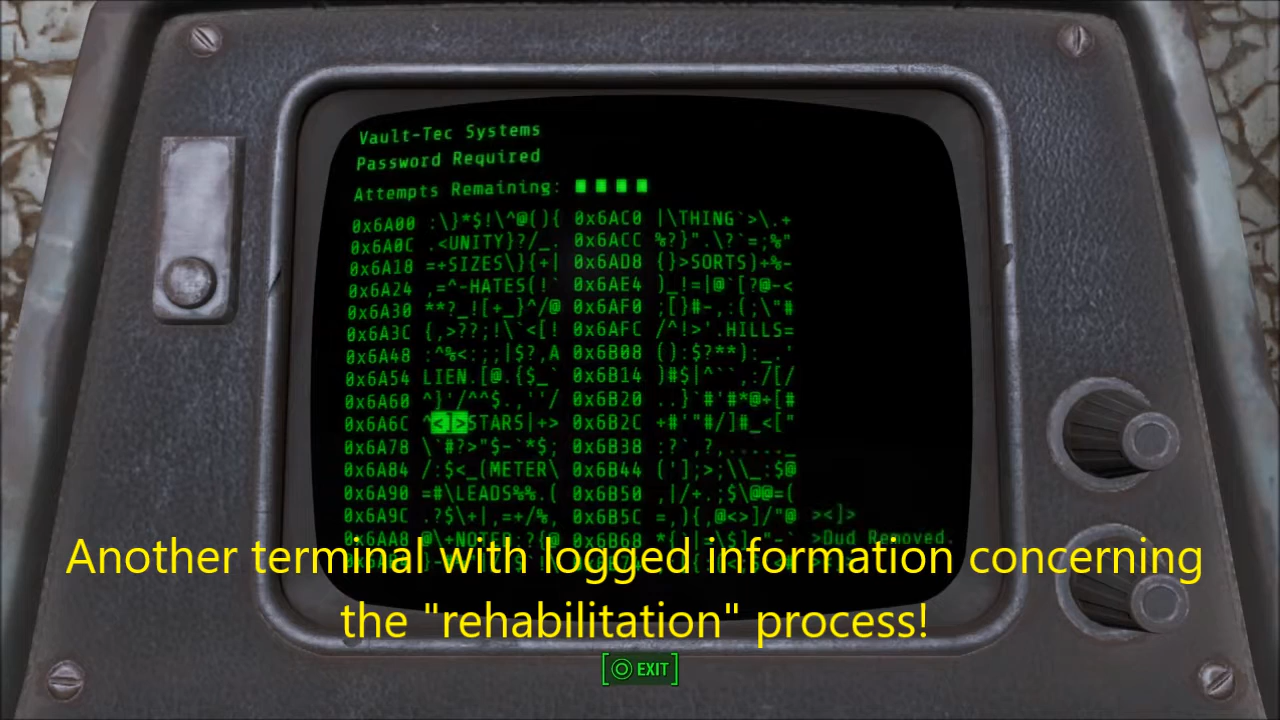 Vault-Tec Systems
Password Required
Attempts Remaining:
0x6A00 :\}*$!\^@(){ 0x6AC0 |\THING`>\.+
0x6A0C .<UNITY}?/_. 0x6ACC %?}".\?`=;%"
0x6A18 =+SIZES\}{+| 0x6AD8 {}>SORTS)+%-
0x6A24 ,=^-HATES(!` 0x6AE4 )_!=|@`[?@-<
0x6A30 **?_![+_}^/@ 0x6AF0 ;[}#-,:(;\"#
0x6A3C {,>??;!\`<[! 0x6AFC /^!>'.HILLS=
0x6A48 :^%<:;;|$?,A 0x6B08 ():$?**):_.'
0x6A54 LIEN.[@.{$_` 0x6B14 )#$|^``,:/[/
0x6A60 ^}'/^^$.,''/ 0x6B20 ..}`#'#*@+[#
0x6A6C ^<]>STARS|+> 0x6B2C +#'"#/]#_<["
0x6A78 \`#?>"$-`*$; 0x6B38 :?`,?,......_
0x6A84 /:$<_(METER\ 0x6B44 ('];>;\\_:$@
0x6A90 =#\LEADS%%.( 0x6B50 ,|/+.;$\@@=(
0x6A9C .?$\+|,=+/%, 0x6B5C =,){,@<>]/"@ ><]>
0x6AA8 @\+NOTED:?{@ 0x6B68 >Dud Removed.
Another terminal with logged information concerning
the "rehabilitation" process!
EXIT